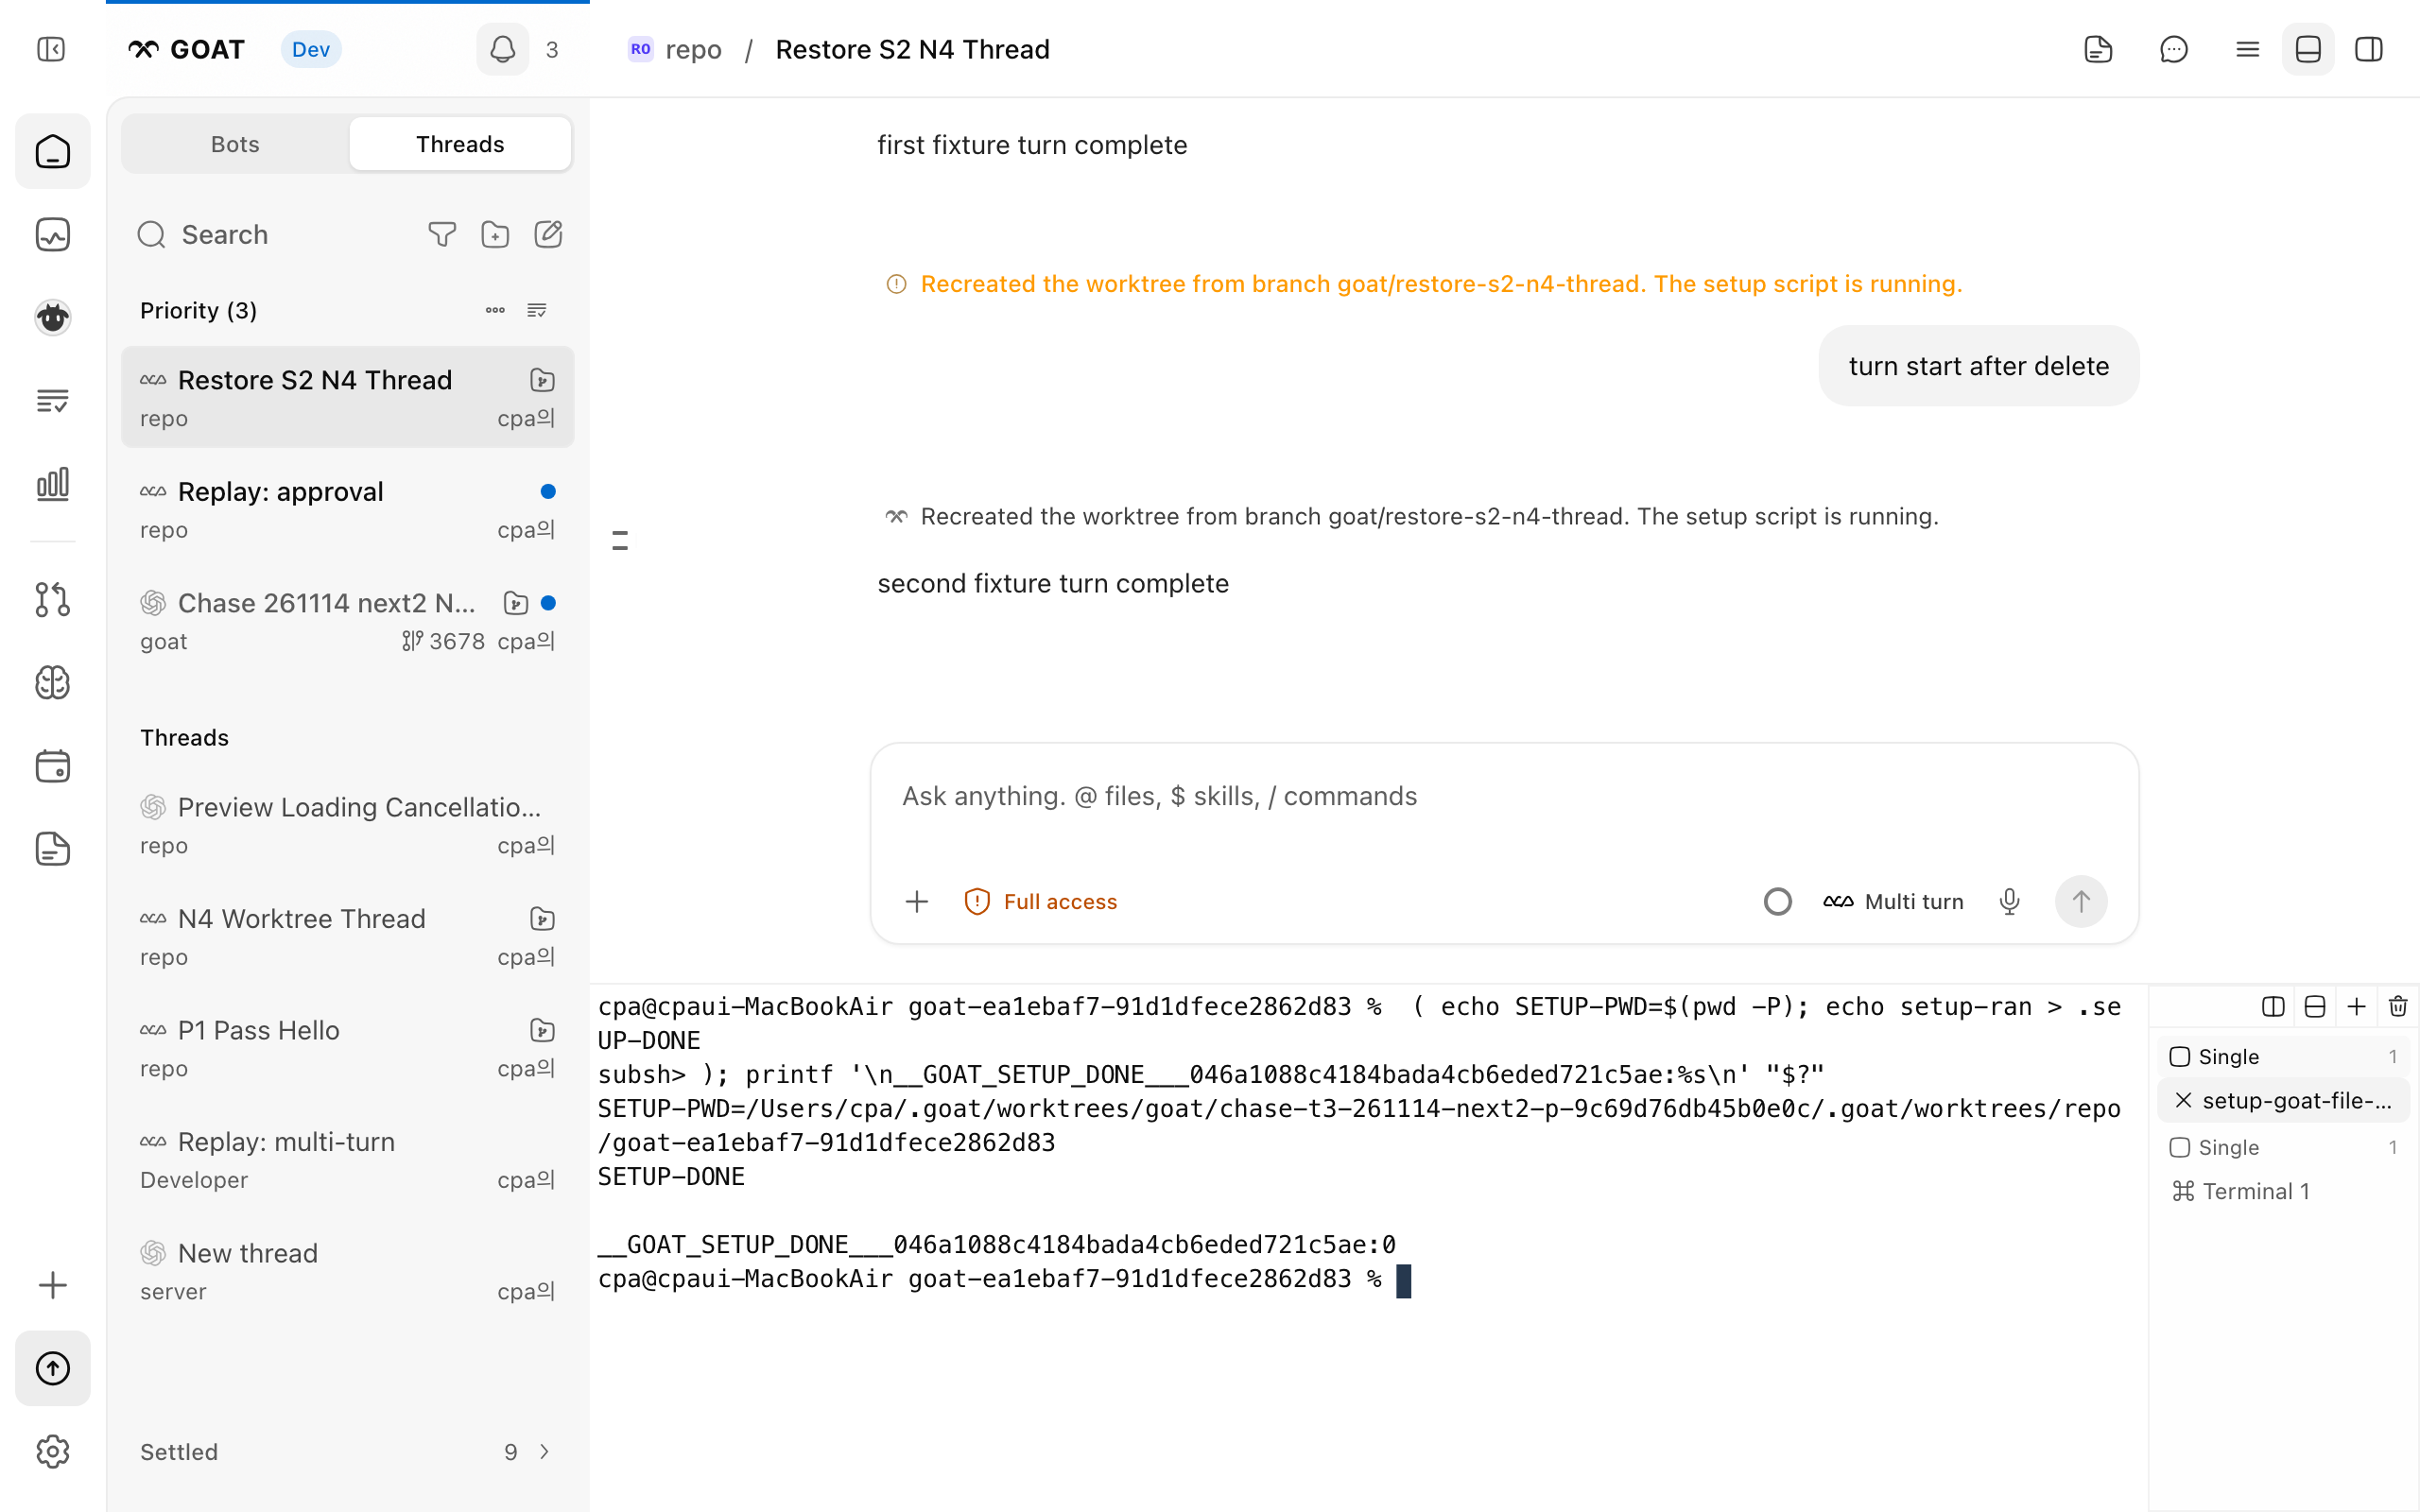 GOAT Dev 3
RO repo / Restore S2 N4 Thread
Bots Threads
Search
Priority (3)
Restore S2 N4 Thread
repo cpa의
Replay: approval
repo cpa의
Chase 261114 next2 N...
goat 3678 cpa의
Threads
Preview Loading Cancellatio...
repo cpa의
N4 Worktree Thread
repo cpa의
P1 Pass Hello
repo cpa의
Replay: multi-turn
Developer cpa의
New thread
server cpa의
Settled 9
first fixture turn complete
Recreated the worktree from branch goat/restore-s2-n4-thread. The setup script is running.
turn start after delete
Recreated the worktree from branch goat/restore-s2-n4-thread. The setup script is running.
second fixture turn complete
Ask anything. @ files, $ skills, / commands
Full access Multi turn
cpa@cpaui-MacBookAir goat-ea1ebaf7-91d1dfece2862d83 %  ( echo SETUP-PWD=$(pwd -P); echo setup-ran > .se
UP-DONE
subsh> ); printf '\n__GOAT_SETUP_DONE___046a1088c4184bada4cb6eded721c5ae:%s\n' "$?"
SETUP-PWD=/Users/cpa/.goat/worktrees/goat/chase-t3-261114-next2-p-9c69d76db45b0e0c/.goat/worktrees/repo
/goat-ea1ebaf7-91d1dfece2862d83
SETUP-DONE
__GOAT_SETUP_DONE___046a1088c4184bada4cb6eded721c5ae:0
cpa@cpaui-MacBookAir goat-ea1ebaf7-91d1dfece2862d83 %
Single 1
setup-goat-file-...
Single 1
Terminal 1